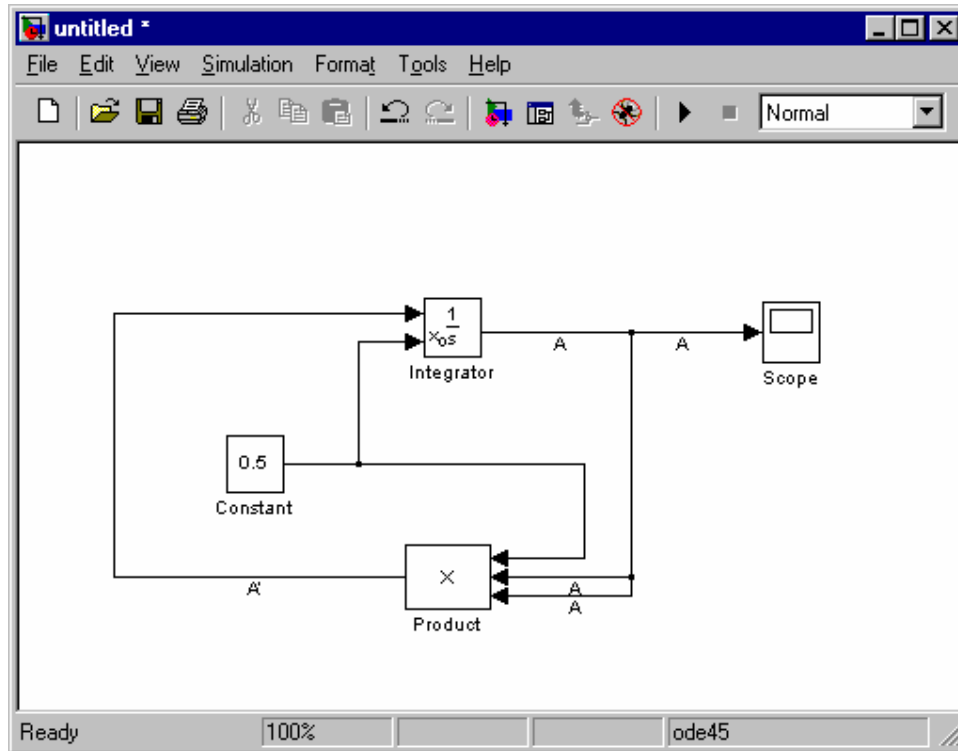 untitled *
File Edit View Simulation Format Tools Help
Normal
1
x₀ s
Integrator
A
A
Scope
0.5
Constant
A'
×
Product
A
A
Ready 100% ode45